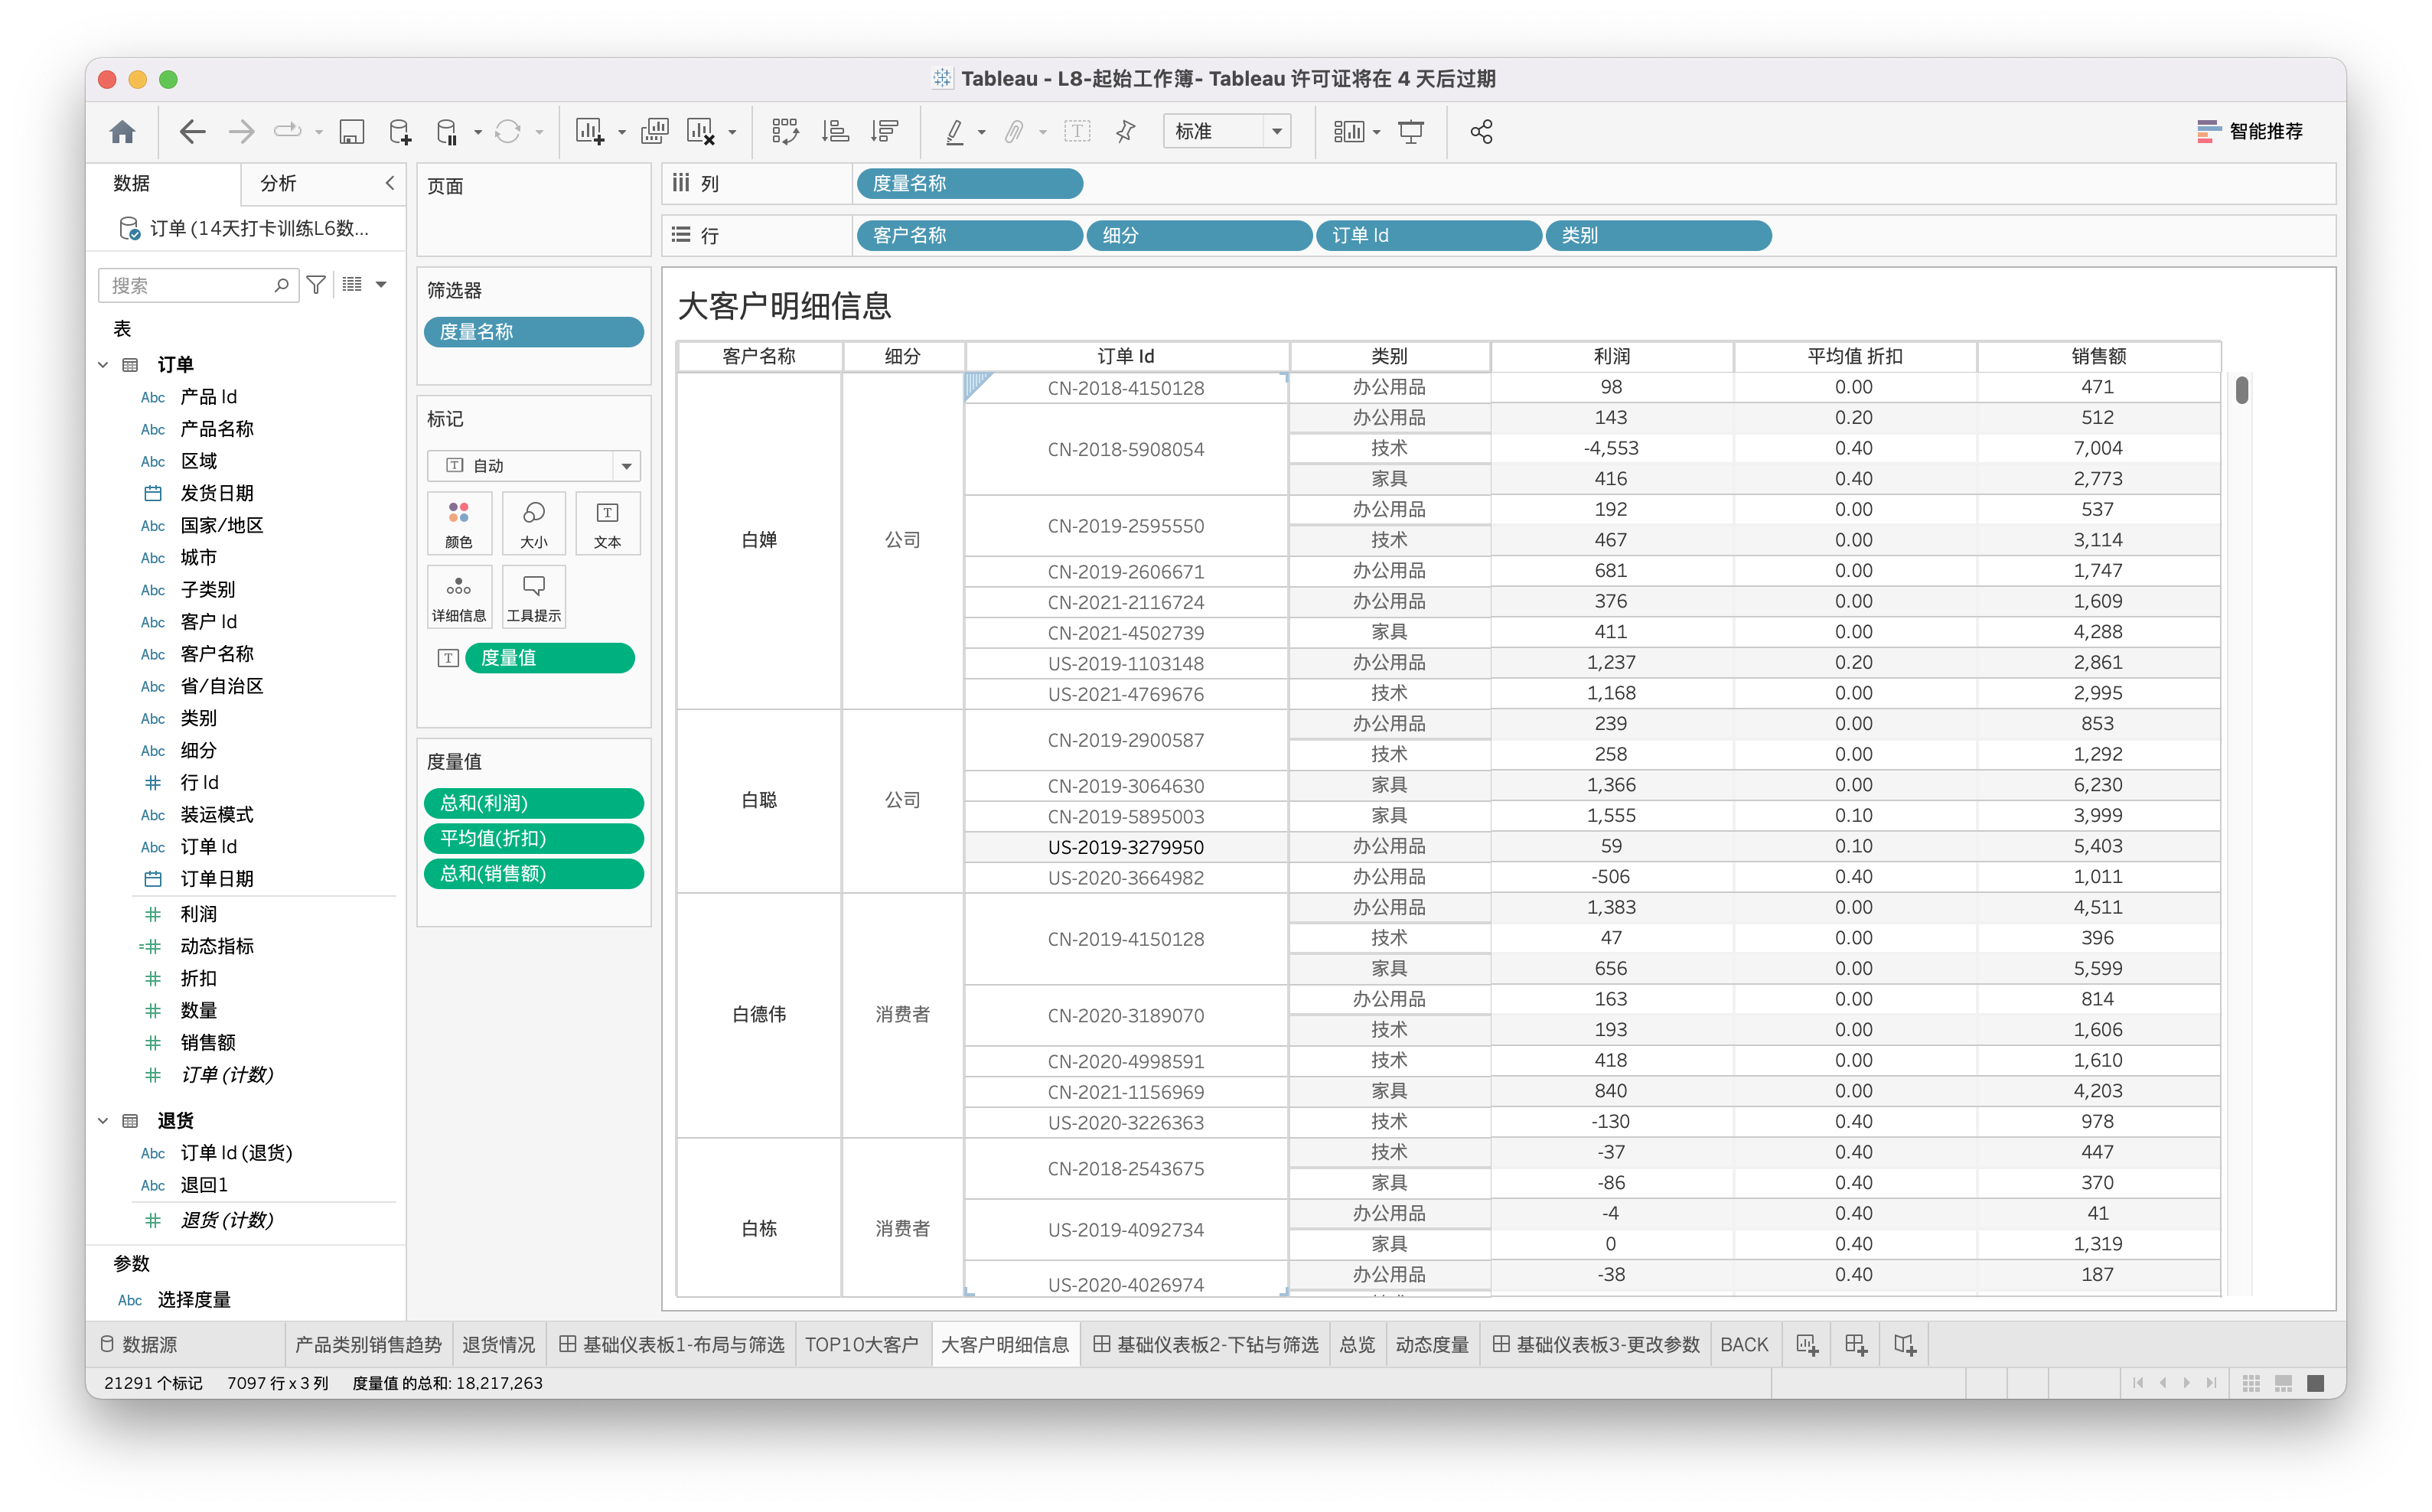 Tableau - L8-起始工作簿- Tableau 许可证将在 4 天后过期
标准
智能推荐
数据 分析
订单 (14天打卡训练L6数...
搜索
表
订单
Abc 产品 Id
Abc 产品名称
Abc 区域
发货日期
Abc 国家/地区
Abc 城市
Abc 子类别
Abc 客户 Id
Abc 客户名称
Abc 省/自治区
Abc 类别
Abc 细分
行 Id
Abc 装运模式
Abc 订单 Id
订单日期
利润
动态指标
折扣
数量
销售额
订单 (计数)
退货
Abc 订单 Id (退货)
Abc 退回1
退货 (计数)
参数
Abc 选择度量
页面
筛选器
度量名称
标记
自动
颜色 大小 文本
详细信息 工具提示
度量值
度量值
总和(利润)
平均值(折扣)
总和(销售额)
列 度量名称
行 客户名称 细分 订单 Id 类别
大客户明细信息
客户名称 细分 订单 Id 类别 利润 平均值 折扣 销售额
白婵 公司 CN-2018-4150128 办公用品 98 0.00 471
CN-2018-5908054 办公用品 143 0.20 512
技术 -4,553 0.40 7,004
家具 416 0.40 2,773
CN-2019-2595550 办公用品 192 0.00 537
技术 467 0.00 3,114
CN-2019-2606671 办公用品 681 0.00 1,747
CN-2021-2116724 办公用品 376 0.00 1,609
CN-2021-4502739 家具 411 0.00 4,288
US-2019-1103148 办公用品 1,237 0.20 2,861
US-2021-4769676 技术 1,168 0.00 2,995
白聪 公司 CN-2019-2900587 办公用品 239 0.00 853
技术 258 0.00 1,292
CN-2019-3064630 家具 1,366 0.00 6,230
CN-2019-5895003 家具 1,555 0.10 3,999
US-2019-3279950 办公用品 59 0.10 5,403
US-2020-3664982 办公用品 -506 0.40 1,011
白德伟 消费者 CN-2019-4150128 办公用品 1,383 0.00 4,511
技术 47 0.00 396
家具 656 0.00 5,599
CN-2020-3189070 办公用品 163 0.00 814
技术 193 0.00 1,606
CN-2020-4998591 技术 418 0.00 1,610
CN-2021-1156969 家具 840 0.00 4,203
US-2020-3226363 技术 -130 0.40 978
白栋 消费者 CN-2018-2543675 技术 -37 0.40 447
家具 -86 0.40 370
US-2019-4092734 办公用品 -4 0.40 41
家具 0 0.40 1,319
US-2020-4026974 办公用品 -38 0.40 187
数据源 产品类别销售趋势 退货情况 基础仪表板1-布局与筛选 TOP10大客户 大客户明细信息 基础仪表板2-下钻与筛选 总览 动态度量 基础仪表板3-更改参数 BACK
21291 个标记 7097 行 x 3 列 度量值 的总和: 18,217,263